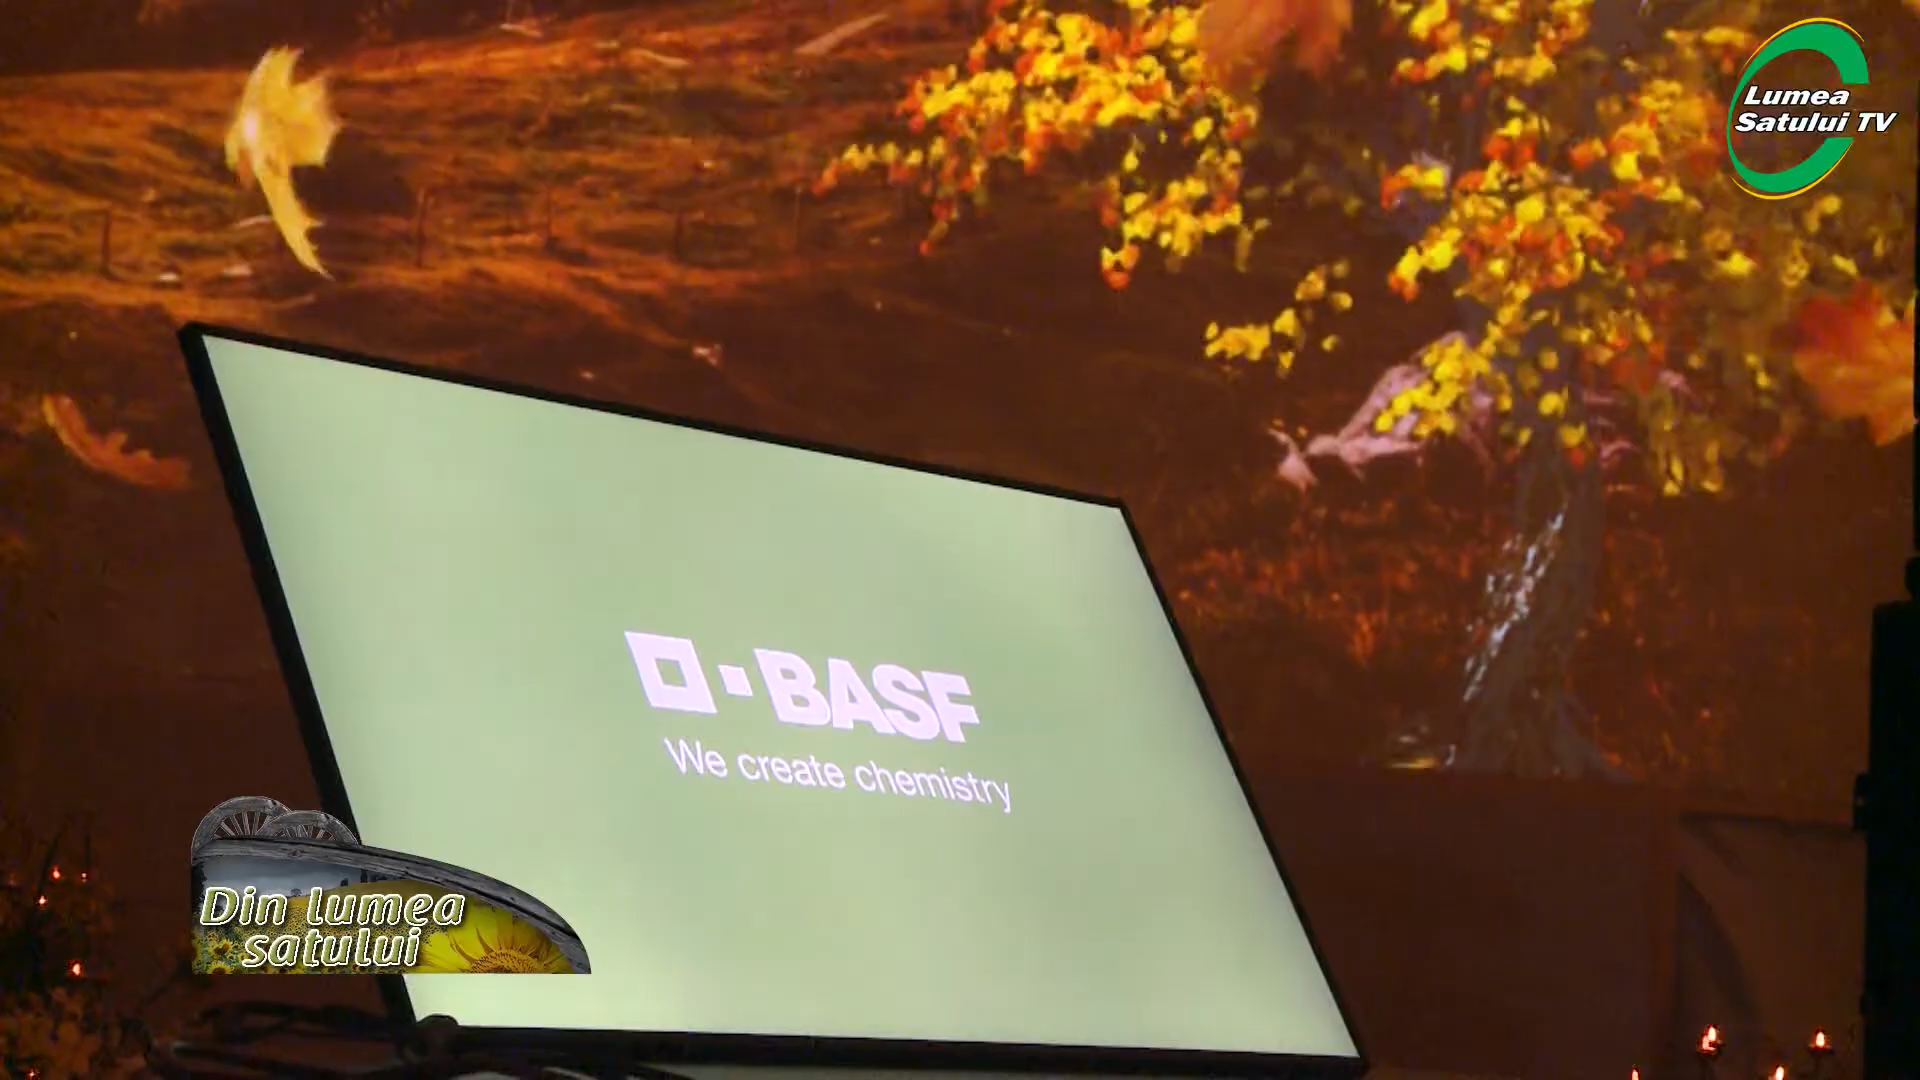 Lumea
Satului TV
BASF
We create chemistry
Din lumea
satului